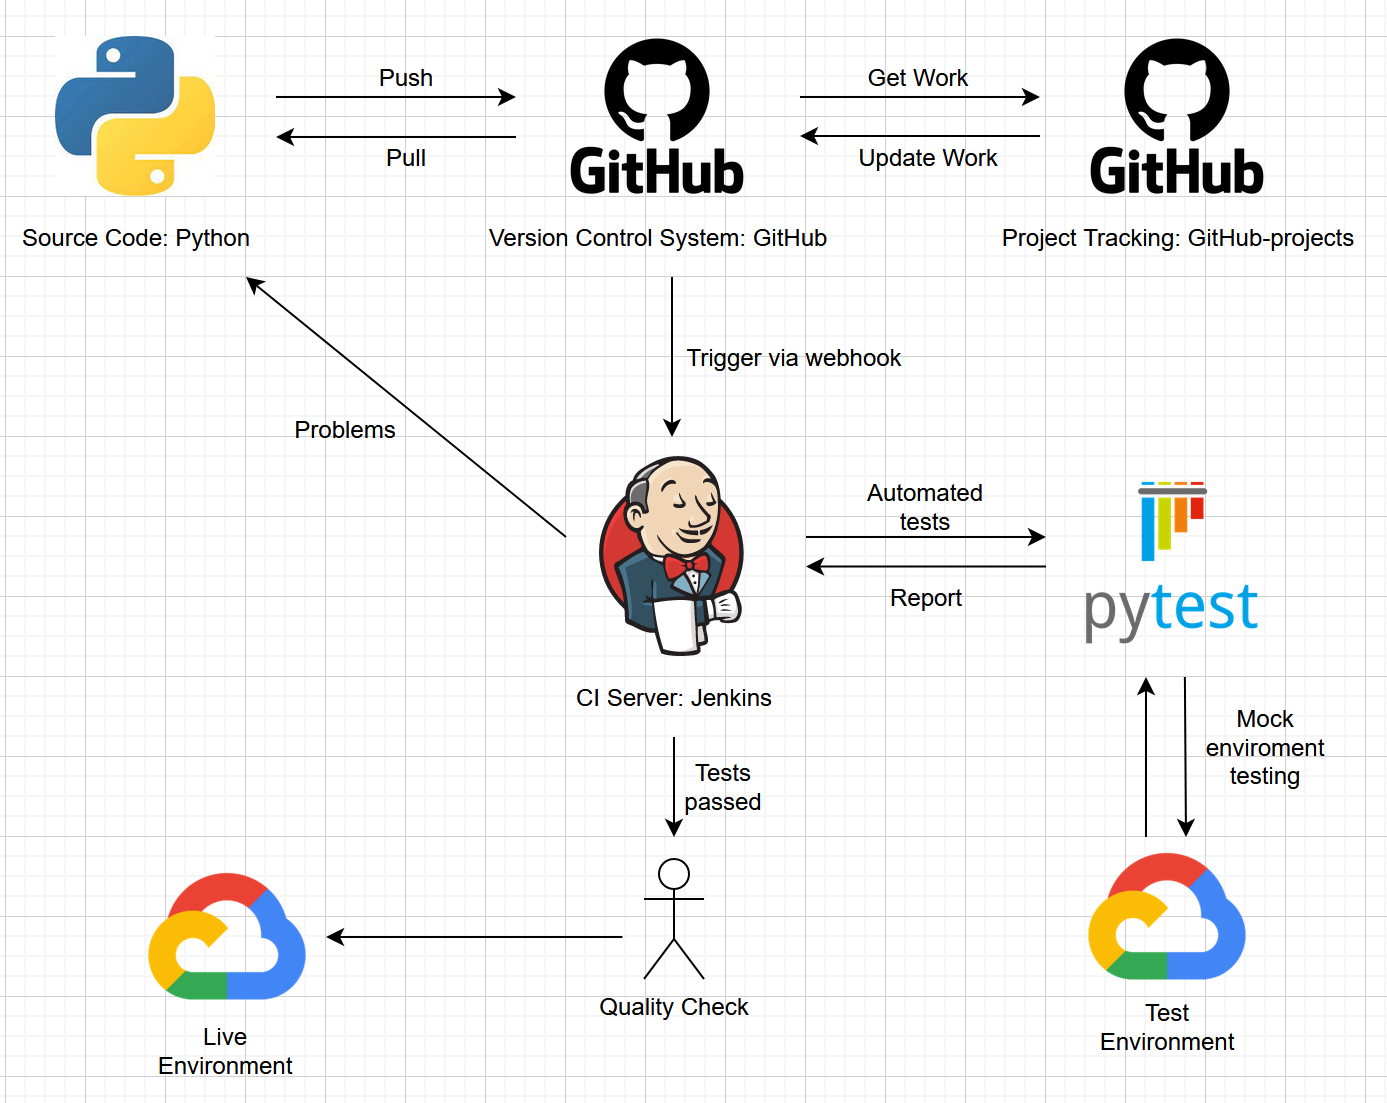 Push
Get Work
Pull
Update Work
GitHub
GitHub
Source Code: Python
Version Control System: GitHub
Project Tracking: GitHub-projects
Trigger via webhook
Problems
Automated
tests
Report
pytest
CI Server: Jenkins
Mock
enviroment
testing
Tests
passed
Quality Check
Live
Environment
Test
Environment